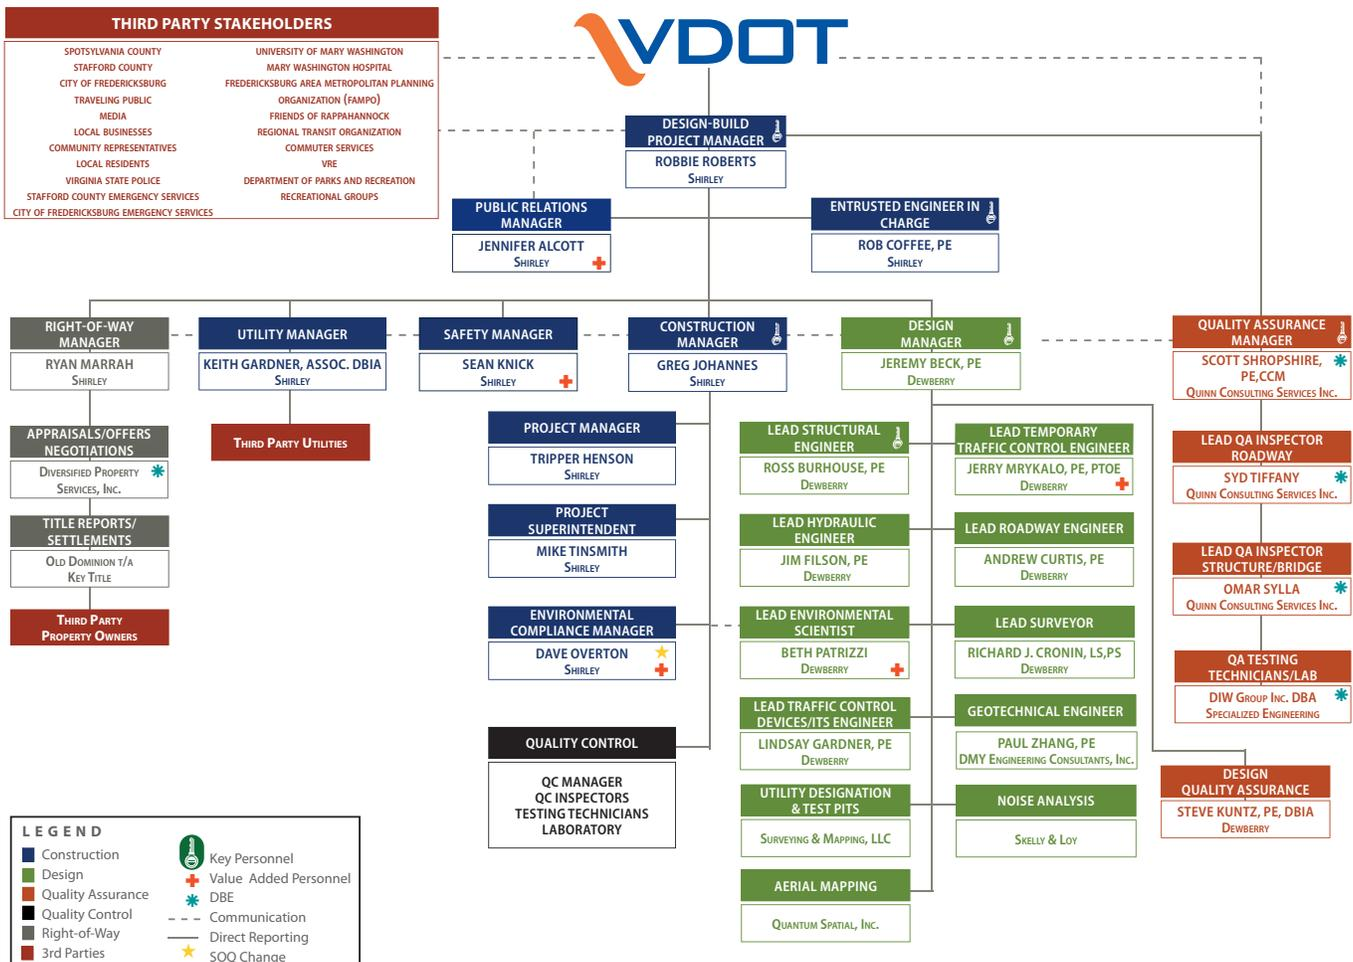 THIRD PARTY STAKEHOLDERS
SPOTSYLVANIA COUNTY
STAFFORD COUNTY
CITY OF FREDERICKSBURG
TRAVELING PUBLIC
MEDIA
LOCAL BUSINESSES
COMMUNITY REPRESENTATIVES
LOCAL RESIDENTS
VIRGINIA STATE POLICE
STAFFORD COUNTY EMERGENCY SERVICES
CITY OF FREDERICKSBURG EMERGENCY SERVICES
UNIVERSITY OF MARY WASHINGTON
MARY WASHINGTON HOSPITAL
FREDERICKSBURG AREA METROPOLITAN PLANNING
ORGANIZATION (FAMPO)
FRIENDS OF RAPPAHANNOCK
REGIONAL TRANSIT ORGANIZATION
COMMUTER SERVICES
VRE
DEPARTMENT OF PARKS AND RECREATION
RECREATIONAL GROUPS
VDOT
DESIGN-BUILD
PROJECT MANAGER
ROBBIE ROBERTS
SHIRLEY
PUBLIC RELATIONS
MANAGER
JENNIFER ALCOTT
SHIRLEY
ENTRUSTED ENGINEER IN
CHARGE
ROB COFFEE, PE
SHIRLEY
RIGHT-OF-WAY
MANAGER
RYAN MARRAH
SHIRLEY
UTILITY MANAGER
KEITH GARDNER, ASSOC. DBIA
SHIRLEY
SAFETY MANAGER
SEAN KNICK
SHIRLEY
CONSTRUCTION
MANAGER
GREG JOHANNES
SHIRLEY
DESIGN
MANAGER
JEREMY BECK, PE
DEWBERRY
QUALITY ASSURANCE
MANAGER
SCOTT SHROPSHIRE,
PE,CCM
QUINN CONSULTING SERVICES INC.
APPRAISALS/OFFERS
NEGOTIATIONS
DIVERSIFIED PROPERTY
SERVICES, INC.
TITLE REPORTS/
SETTLEMENTS
OLD DOMINION T/A
KEY TITLE
THIRD PARTY
PROPERTY OWNERS
THIRD PARTY UTILITIES
PROJECT MANAGER
TRIPPER HENSON
SHIRLEY
PROJECT
SUPERINTENDENT
MIKE TINSMITH
SHIRLEY
ENVIRONMENTAL
COMPLIANCE MANAGER
DAVE OVERTON
SHIRLEY
QUALITY CONTROL
QC MANAGER
QC INSPECTORS
TESTING TECHNICIANS
LABORATORY
LEAD STRUCTURAL
ENGINEER
ROSS BURHOUSE, PE
DEWBERRY
LEAD HYDRAULIC
ENGINEER
JIM FILSON, PE
DEWBERRY
LEAD ENVIRONMENTAL
SCIENTIST
BETH PATRIZZI
DEWBERRY
LEAD TRAFFIC CONTROL
DEVICES/ITS ENGINEER
LINDSAY GARDNER, PE
DEWBERRY
UTILITY DESIGNATION
& TEST PITS
SURVEYING & MAPPING, LLC
AERIAL MAPPING
QUANTUM SPATIAL, INC.
LEAD TEMPORARY
TRAFFIC CONTROL ENGINEER
JERRY MRYKALO, PE, PTOE
DEWBERRY
LEAD ROADWAY ENGINEER
ANDREW CURTIS, PE
DEWBERRY
LEAD SURVEYOR
RICHARD J. CRONIN, LS,PS
DEWBERRY
GEOTECHNICAL ENGINEER
PAUL ZHANG, PE
DMY ENGINEERING CONSULTANTS, INC.
NOISE ANALYSIS
SKELLY & LOY
LEAD QA INSPECTOR
ROADWAY
SYD TIFFANY
QUINN CONSULTING SERVICES INC.
LEAD QA INSPECTOR
STRUCTURE/BRIDGE
OMAR SYLLA
QUINN CONSULTING SERVICES INC.
QA TESTING
TECHNICIANS/LAB
DIW GROUP INC. DBA
SPECIALIZED ENGINEERING
DESIGN
QUALITY ASSURANCE
STEVE KUNTZ, PE, DBIA
DEWBERRY
LEGEND
Construction
Design
Quality Assurance
Quality Control
Right-of-Way
3rd Parties
Key Personnel
Value Added Personnel
DBE
Communication
Direct Reporting
SOQ Change